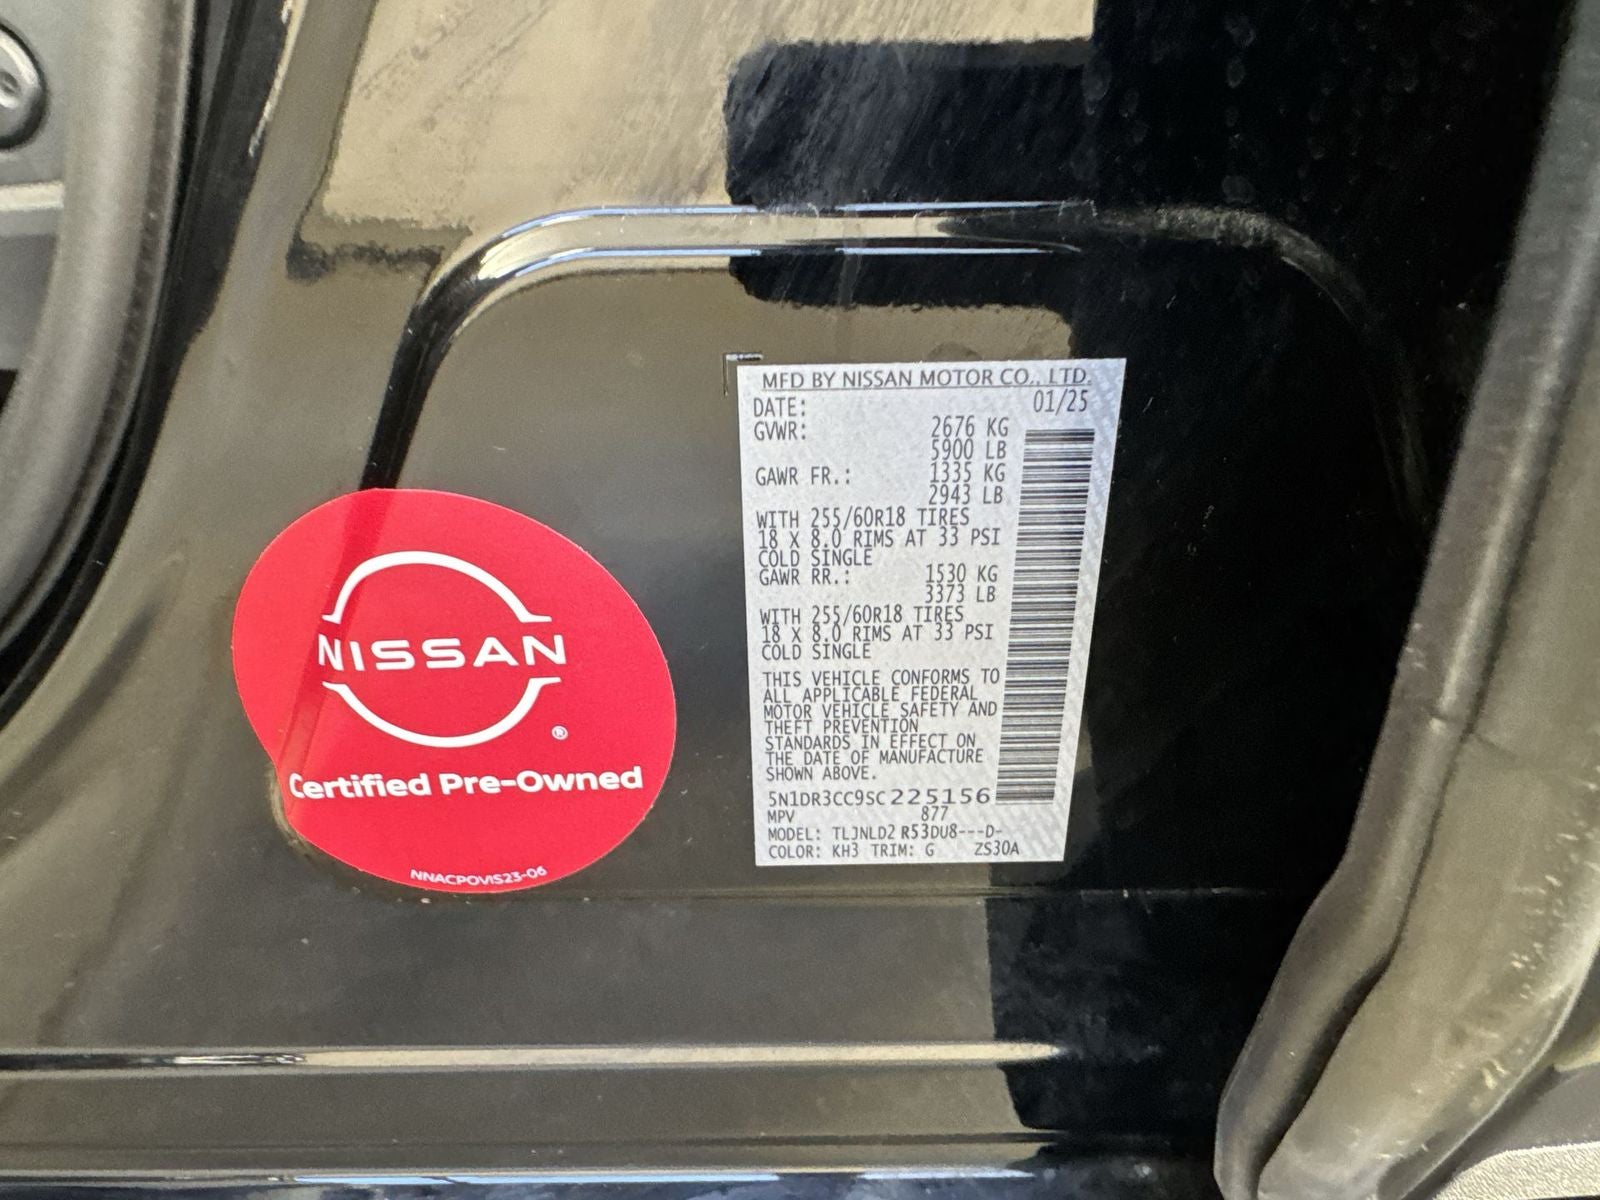 NISSAN
®
Certified Pre-Owned
NNACPOVIS23-06
MFD BY NISSAN MOTOR CO., LTD.
DATE: 01/25
GVWR: 2676 KG
5900 LB
GAWR FR.: 1335 KG
2943 LB
WITH 255/60R18 TIRES
18 X 8.0 RIMS AT 33 PSI
COLD SINGLE
GAWR RR.: 1530 KG
3373 LB
WITH 255/60R18 TIRES
18 X 8.0 RIMS AT 33 PSI
COLD SINGLE
THIS VEHICLE CONFORMS TO
ALL APPLICABLE FEDERAL
MOTOR VEHICLE SAFETY AND
THEFT PREVENTION
STANDARDS IN EFFECT ON
THE DATE OF MANUFACTURE
SHOWN ABOVE.
5N1DR3CC9SC225156
MPV 877
MODEL: TLJNLD2 R53DU8---D-
COLOR: KH3 TRIM: G ZS30A